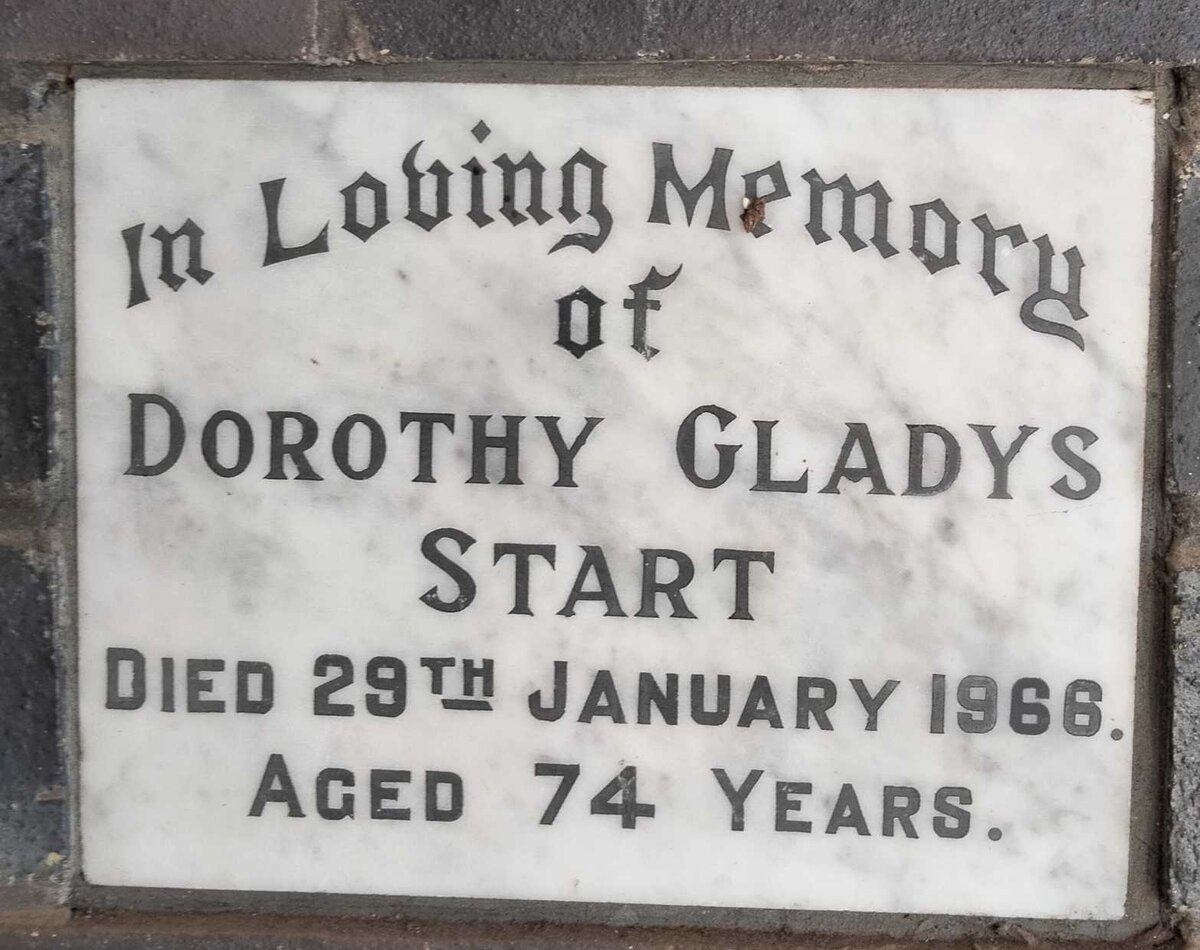 In Loving Memory
of
DOROTHY GLADYS
START
DIED 29TH JANUARY 1966.
AGED 74 YEARS.